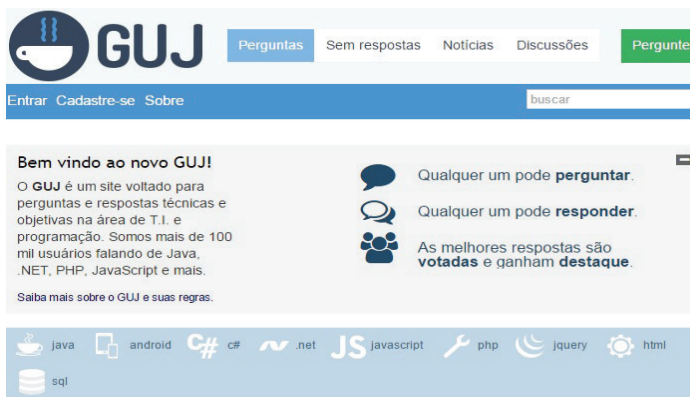 GUJ
Perguntas Sem respostas Notícias Discussões Pergunte
Entrar Cadastre-se Sobre buscar
Bem vindo ao novo GUJ!
O GUJ é um site voltado para
perguntas e respostas técnicas e
objetivas na área de T.I. e
programação. Somos mais de 100
mil usuários falando de Java,
.NET, PHP, JavaScript e mais.
Saiba mais sobre o GUJ e suas regras.
Qualquer um pode perguntar.
Qualquer um pode responder.
As melhores respostas são
votadas e ganham destaque.
java android C# c# .net JS javascript php jquery html
sql